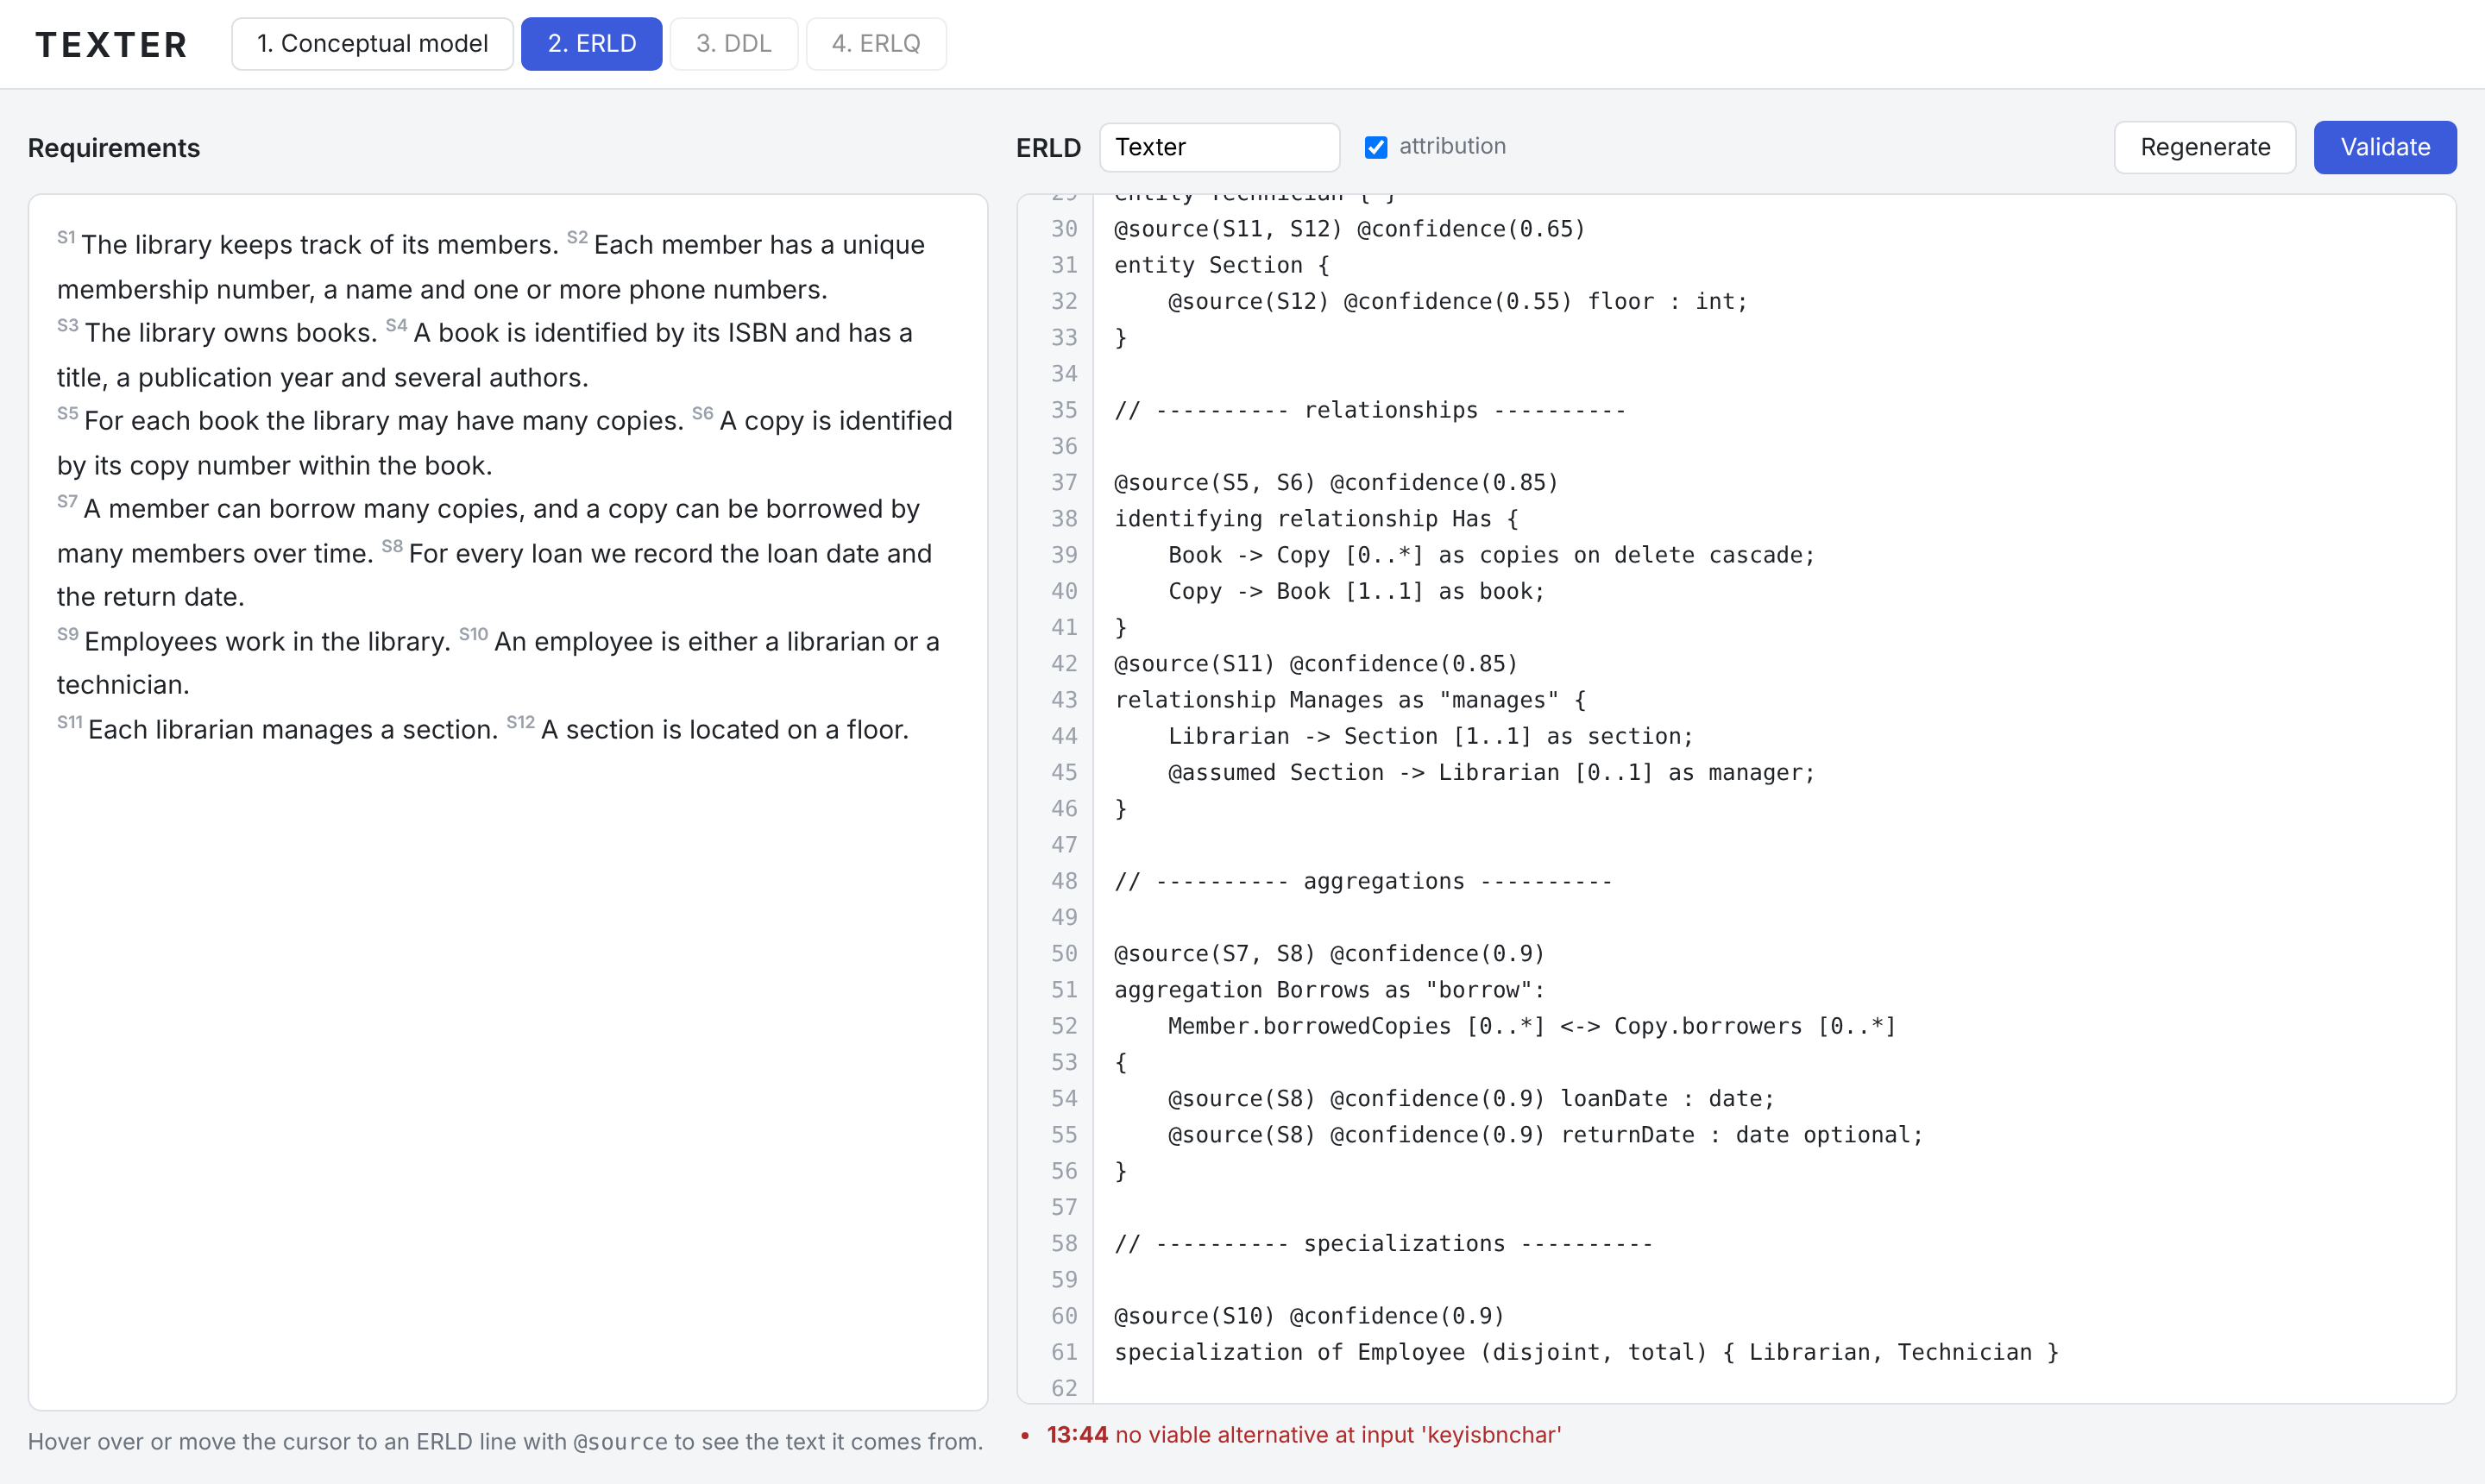 TEXTER
1. Conceptual model
2. ERLD
3. DDL
4. ERLQ
Requirements
S1 The library keeps track of its members. S2 Each member has a unique
membership number, a name and one or more phone numbers.
S3 The library owns books. S4 A book is identified by its ISBN and has a
title, a publication year and several authors.
S5 For each book the library may have many copies. S6 A copy is identified
by its copy number within the book.
S7 A member can borrow many copies, and a copy can be borrowed by
many members over time. S8 For every loan we record the loan date and
the return date.
S9 Employees work in the library. S10 An employee is either a librarian or a
technician.
S11 Each librarian manages a section. S12 A section is located on a floor.
Hover over or move the cursor to an ERLD line with @source to see the text it comes from.
ERLD
Texter
attribution
Regenerate
Validate
29 entity Technician { }
30 @source(S11, S12) @confidence(0.65)
31 entity Section {
32     @source(S12) @confidence(0.55) floor : int;
33 }
34
35 // ---------- relationships ----------
36
37 @source(S5, S6) @confidence(0.85)
38 identifying relationship Has {
39     Book -> Copy [0..*] as copies on delete cascade;
40     Copy -> Book [1..1] as book;
41 }
42 @source(S11) @confidence(0.85)
43 relationship Manages as "manages" {
44     Librarian -> Section [1..1] as section;
45     @assumed Section -> Librarian [0..1] as manager;
46 }
47
48 // ---------- aggregations ----------
49
50 @source(S7, S8) @confidence(0.9)
51 aggregation Borrows as "borrow":
52     Member.borrowedCopies [0..*] <-> Copy.borrowers [0..*]
53 {
54     @source(S8) @confidence(0.9) loanDate : date;
55     @source(S8) @confidence(0.9) returnDate : date optional;
56 }
57
58 // ---------- specializations ----------
59
60 @source(S10) @confidence(0.9)
61 specialization of Employee (disjoint, total) { Librarian, Technician }
62
• 13:44 no viable alternative at input 'keyisbnchar'